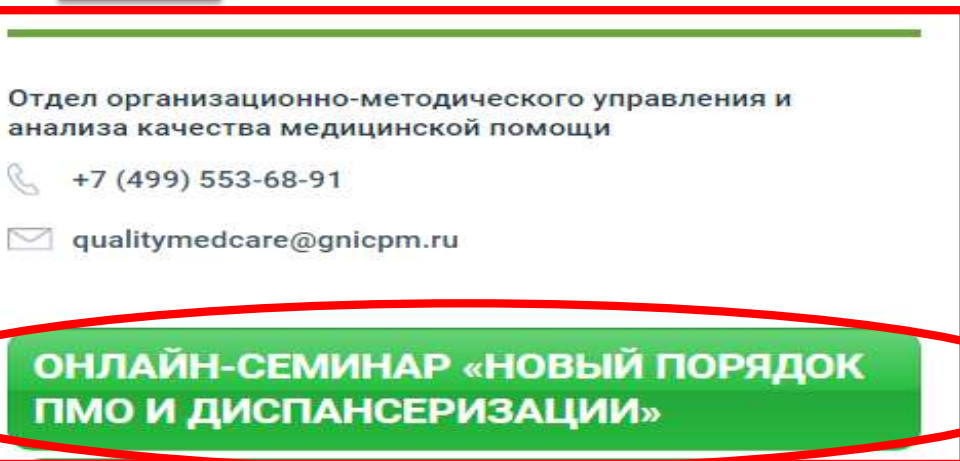 Отдел организационно-методического управления и
анализа качества медицинской помощи
+7 (499) 553-68-91
qualitymedcare@gnicpm.ru
ОНЛАЙН-СЕМИНАР «НОВЫЙ ПОРЯДОК
ПМО И ДИСПАНСЕРИЗАЦИИ»